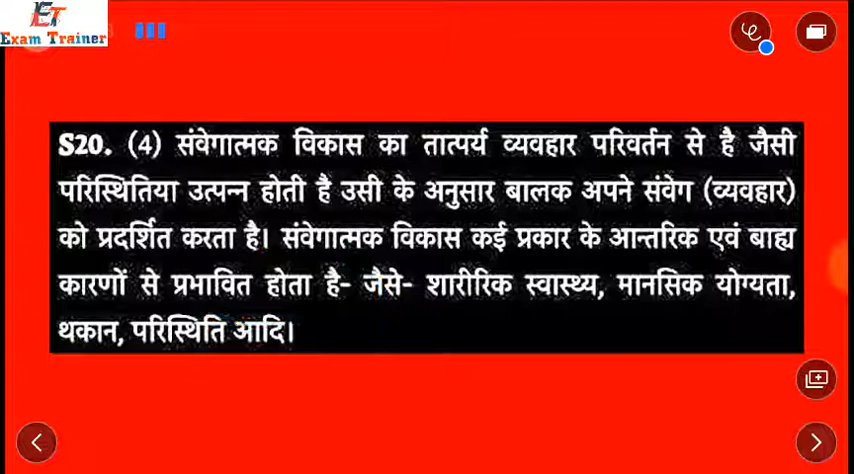 ET
Exam Trainer
S20. (4) संवेगात्मक विकास का तात्पर्य व्यवहार परिवर्तन से है जैसी
परिस्थितिया उत्पन्न होती है उसी के अनुसार बालक अपने संवेग (व्यवहार)
को प्रदर्शित करता है। संवेगात्मक विकास कई प्रकार के आन्तरिक एवं बाह्य
कारणों से प्रभावित होता है- जैसे- शारीरिक स्वास्थ्य, मानसिक योग्यता,
थकान, परिस्थिति आदि।